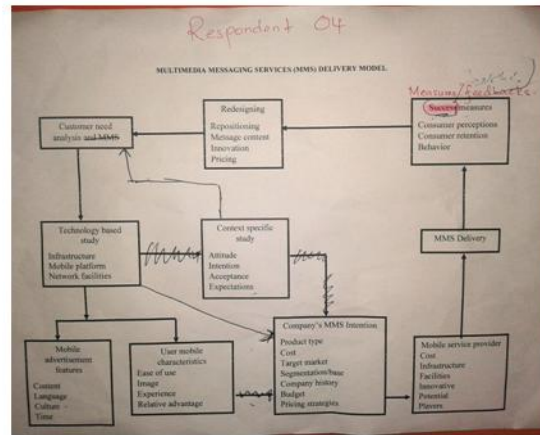 Respondent 04
MULTIMEDIA MESSAGING SERVICES (MMS) DELIVERY MODEL
Measures/feedbacks.
Redesigning
Repositioning
Message content
Innovation
Pricing
Success measures
Consumer perceptions
Consumer retention
Behavior
Customer need
analysis and MMS
Technology based
study
Infrastructure
Mobile platform
Network facilities
Context specific
study
Attitude
Intention
Acceptance
Expectations
MMS Delivery
Mobile
advertisement
features
Content
Language
Culture
Time
User mobile
characteristics
Ease of use
Image
Experience
Relative advantage
Company's MMS Intention
Product type
Cost
Target market
Segmentation/base
Company history
Budget
Pricing strategies
Mobile service provider
Cost
Infrastructure
Facilities
Innovative
Potential
Players